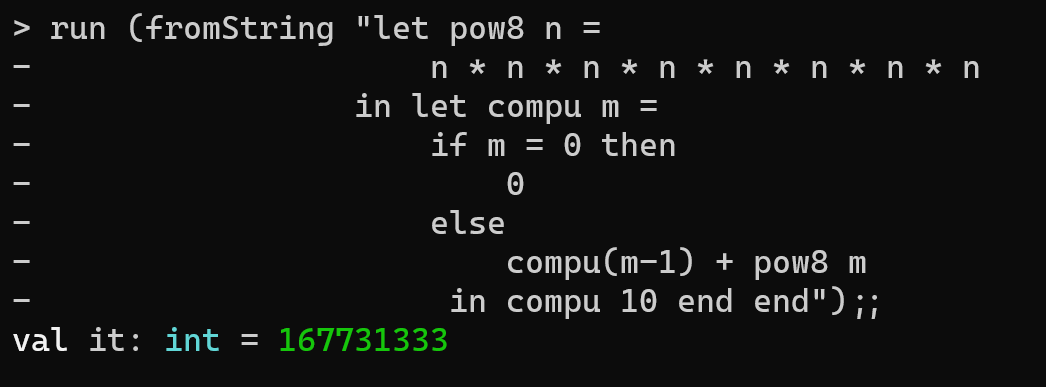 > run (fromString "let pow8 n =
-                     n * n * n * n * n * n * n * n
-                 in let compu m =
-                     if m = 0 then
-                         0
-                     else
-                         compu(m-1) + pow8 m
-                      in compu 10 end end");;
val it: int = 167731333